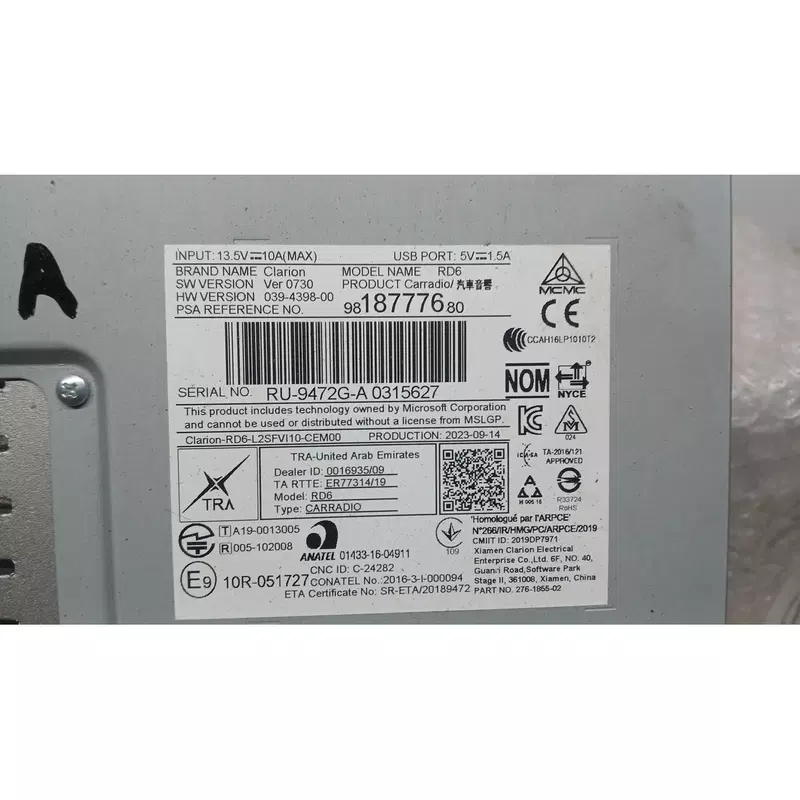 A
INPUT: 13.5V⎓10A(MAX) USB PORT: 5V⎓1.5A
BRAND NAME Clarion MODEL NAME RD6
SW VERSION Ver 0730 PRODUCT Carradio/汽車音響
HW VERSION 039-4398-00
PSA REFERENCE NO. 98 187776 80
SERIAL NO. RU-9472G-A 0315627
This product includes technology owned by Microsoft Corporation
and cannot be used or distributed without a license from MSLGP.
Clarion-RD6-L2SFVI10-CEM00 PRODUCTION: 2023-09-14
MCMC
CE
CCAH16LP1010T2
NOM
NYCE
024
TRA
TRA-United Arab Emirates
Dealer ID: 0016935/09
TA RTTE: ER77314/19
Model: RD6
Type: CARRADIO
ICASA TA-2016/121
APPROVED
H 005 16
R33724
RoHS
T A19-0013005
R 005-102008
ANATEL 01433-16-04911
109
'Homologué par l'ARPCE'
N°266/IR/HMG/PC/ARPCE/2019
CMIIT ID: 2019DP7971
Xiamen Clarion Electrical
Enterprise Co.,Ltd. 6F, NO. 40,
Guanri Road,Software Park
Stage II, 361008, Xiamen, China
PART NO. 276-1855-02
CNC ID: C-24282
E9 10R-051727 CONATEL No.:2016-3-I-000094
ETA Certificate No: SR-ETA/20189472